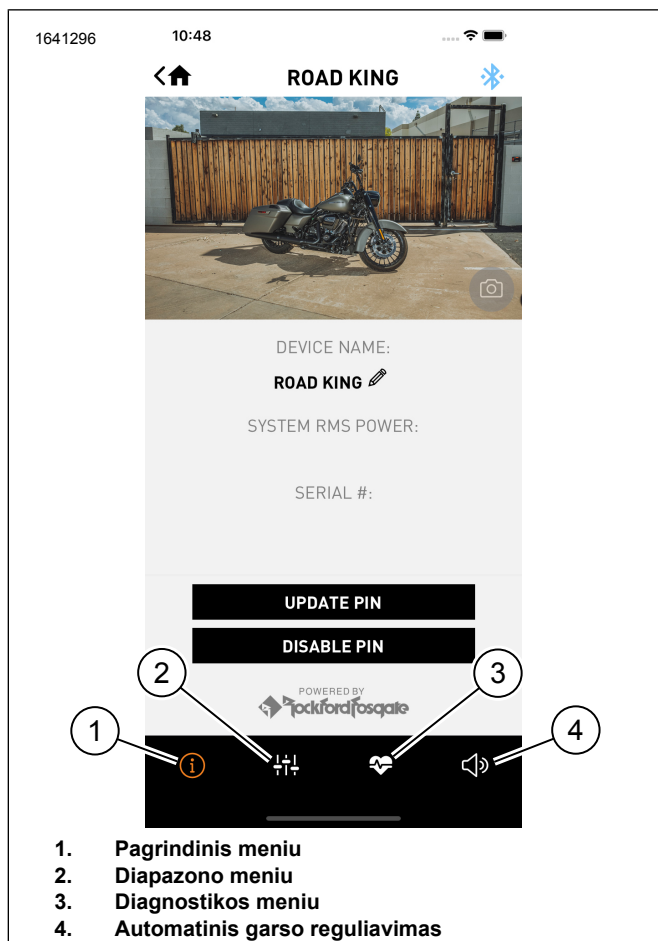 1641296
10:48
ROAD KING
DEVICE NAME:
ROAD KING
SYSTEM RMS POWER:
SERIAL #:
UPDATE PIN
DISABLE PIN
POWERED BY
Rockford Fosgate
1
2
3
4
1. Pagrindinis meniu
2. Diapazono meniu
3. Diagnostikos meniu
4. Automatinis garso reguliavimas